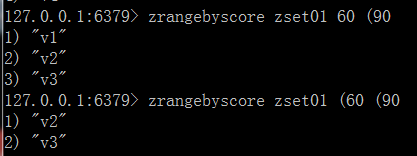 127.0.0.1:6379> zrangebyscore zset01 60 (90
1) "v1"
2) "v2"
3) "v3"
127.0.0.1:6379> zrangebyscore zset01 (60 (90
1) "v2"
2) "v3"